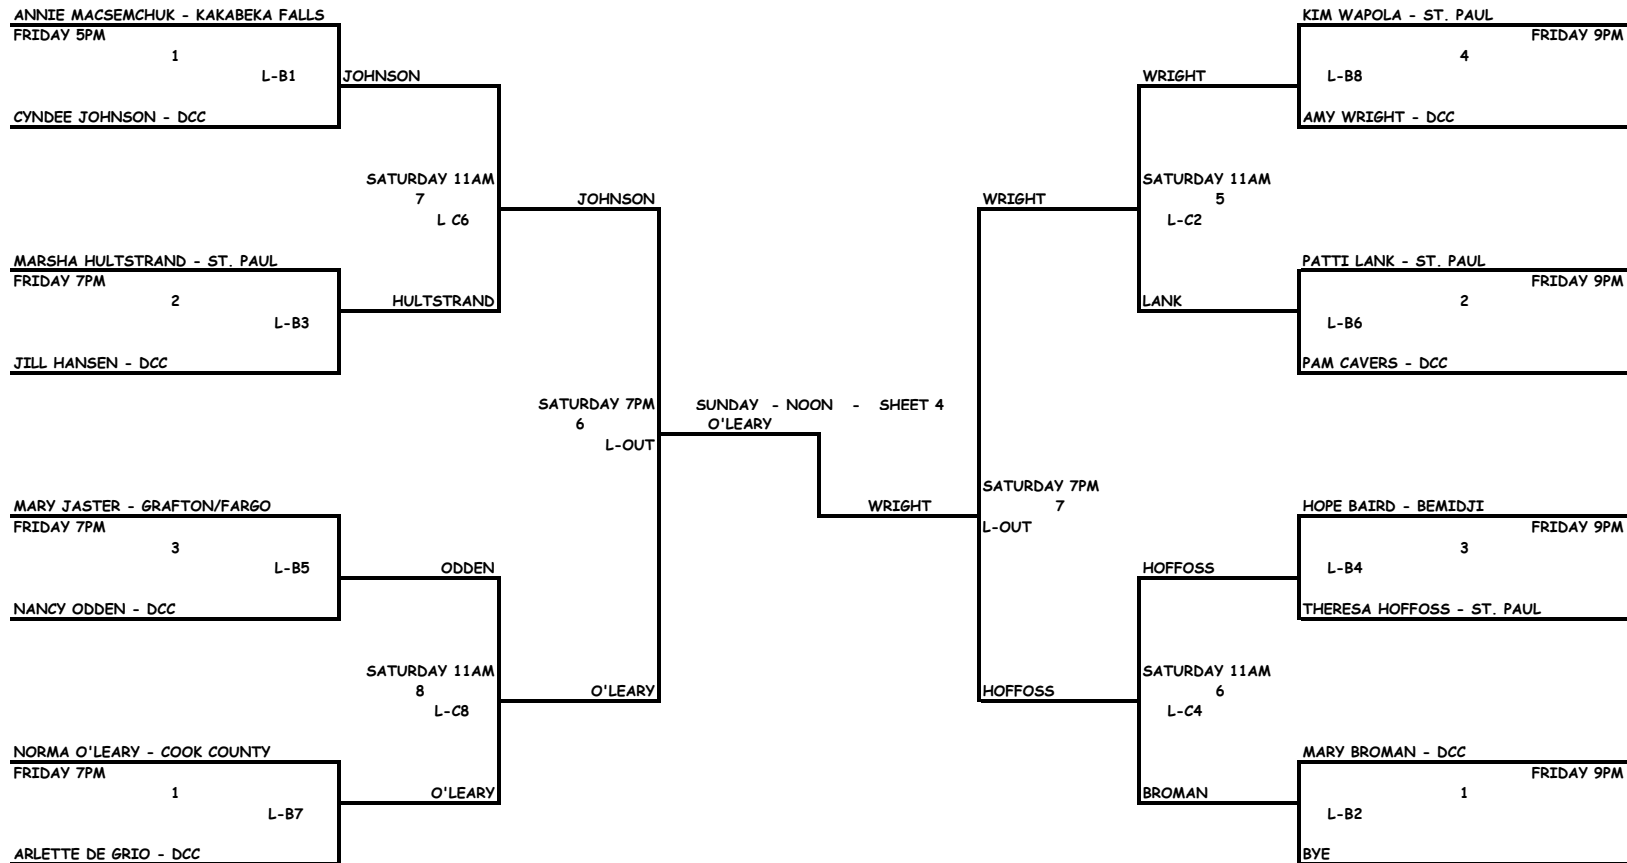 ANNIE MACSEMCHUK - KAKABEKA FALLS
FRIDAY 5PM
1
L-B1
JOHNSON
CYNDEE JOHNSON - DCC
SATURDAY 11AM
7
L C6
JOHNSON
MARSHA HULTSTRAND - ST. PAUL
FRIDAY 7PM
2
L-B3
HULTSTRAND
JILL HANSEN - DCC
SATURDAY 7PM
6
L-OUT
SUNDAY - NOON - SHEET 4
O'LEARY
MARY JASTER - GRAFTON/FARGO
FRIDAY 7PM
3
L-B5
ODDEN
NANCY ODDEN - DCC
SATURDAY 11AM
8
L-C8
O'LEARY
NORMA O'LEARY - COOK COUNTY
FRIDAY 7PM
1
L-B7
O'LEARY
ARLETTE DE GRIO - DCC
WRIGHT
KIM WAPOLA - ST. PAUL
FRIDAY 9PM
4
L-B8
WRIGHT
AMY WRIGHT - DCC
SATURDAY 11AM
5
L-C2
WRIGHT
PATTI LANK - ST. PAUL
FRIDAY 9PM
2
L-B6
LANK
PAM CAVERS - DCC
SATURDAY 7PM
7
L-OUT
HOPE BAIRD - BEMIDJI
FRIDAY 9PM
3
L-B4
HOFFOSS
THERESA HOFFOSS - ST. PAUL
SATURDAY 11AM
6
L-C4
HOFFOSS
MARY BROMAN - DCC
FRIDAY 9PM
1
L-B2
BROMAN
BYE